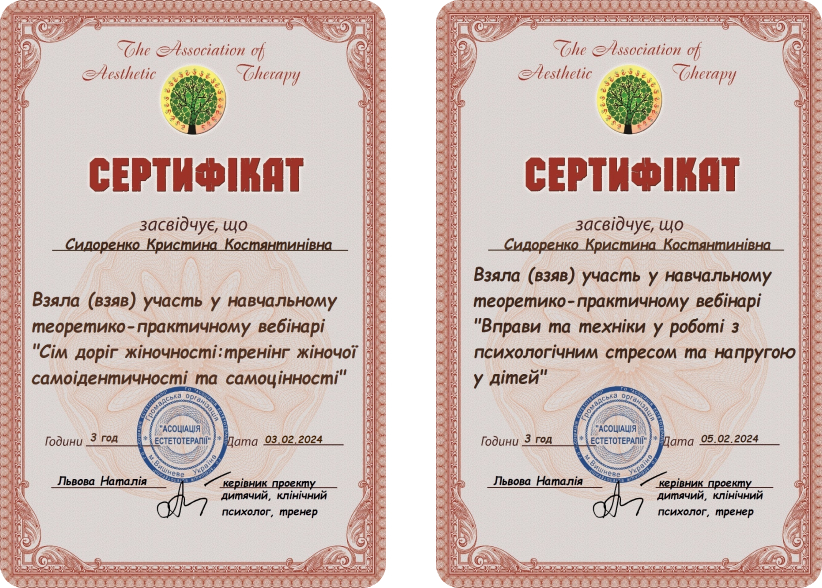 The Association of
Aesthetic Therapy
СЕРТИФІКАТ
засвідчує, що
Сидоренко Кристина Костянтинівна
Взяла (взяв) участь у навчальному
теоретико-практичному вебінарі
"Сім доріг жіночності:тренінг жіночої
самоідентичності та самоцінності"
Громадська організація
"АСОЦІАЦІЯ
ЕСТЕТОТЕРАПІЇ"
м.Вишневе Україна
Години 3 год Дата 03.02.2024
Львова Наталія керівник проекту
дитячий, клінічний
психолог, тренер
The Association of
Aesthetic Therapy
СЕРТИФІКАТ
засвідчує, що
Сидоренко Кристина Костянтинівна
Взяла (взяв) участь у навчальному
теоретико-практичному вебінарі
"Вправи та техніки у роботі з
психологічним стресом та напругою
у дітей"
Громадська організація
"АСОЦІАЦІЯ
ЕСТЕТОТЕРАПІЇ"
м.Вишневе Україна
Години 3 год Дата 05.02.2024
Львова Наталія керівник проекту
дитячий, клінічний
психолог, тренер